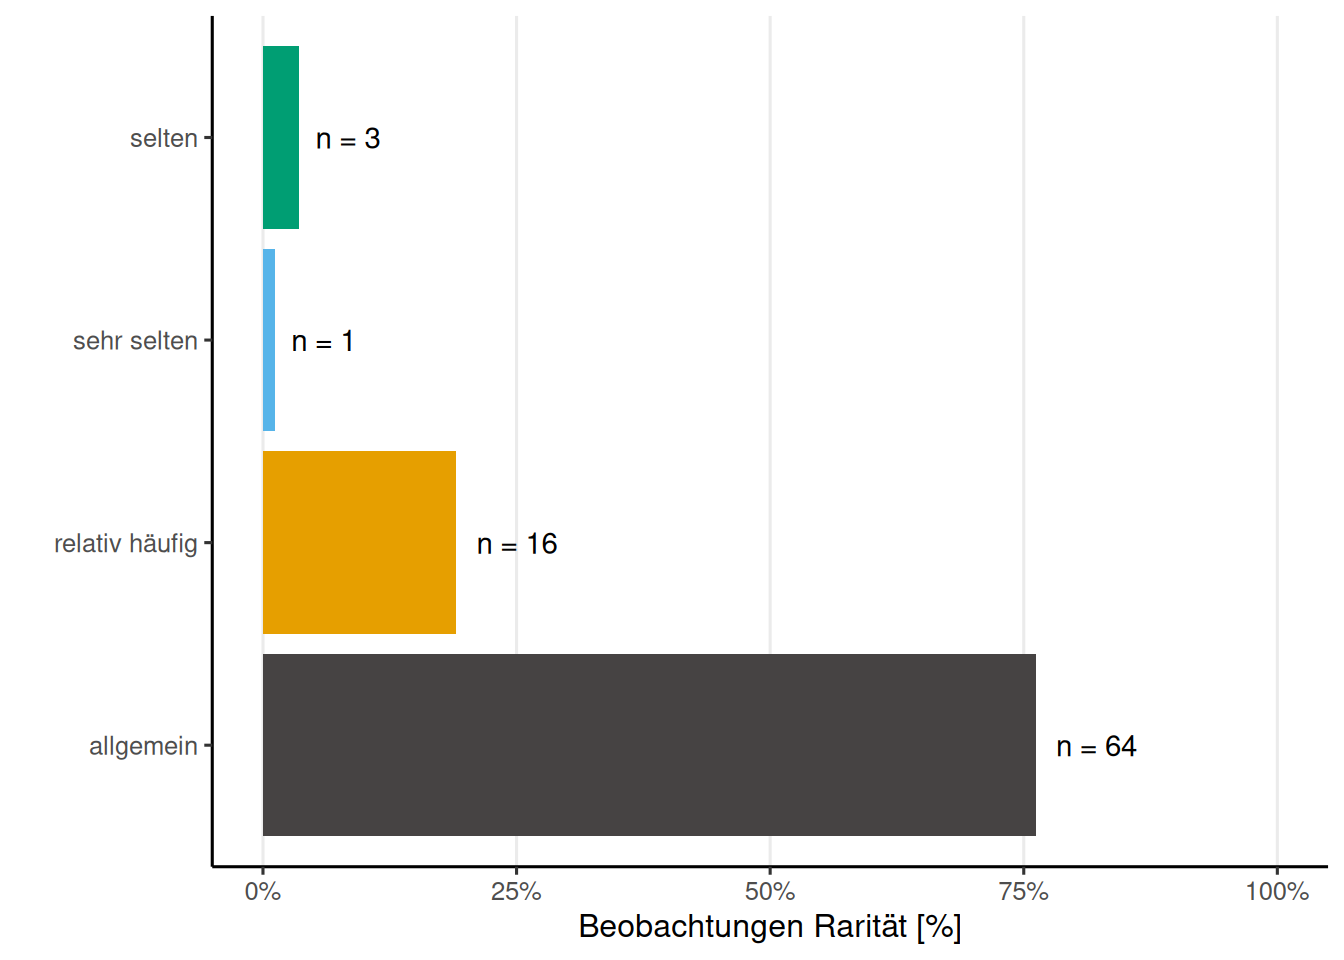 selten
n = 3
sehr selten
n = 1
relativ häufig
n = 16
allgemein
n = 64
0%
25%
50%
75%
100%
Beobachtungen Rarität [%]